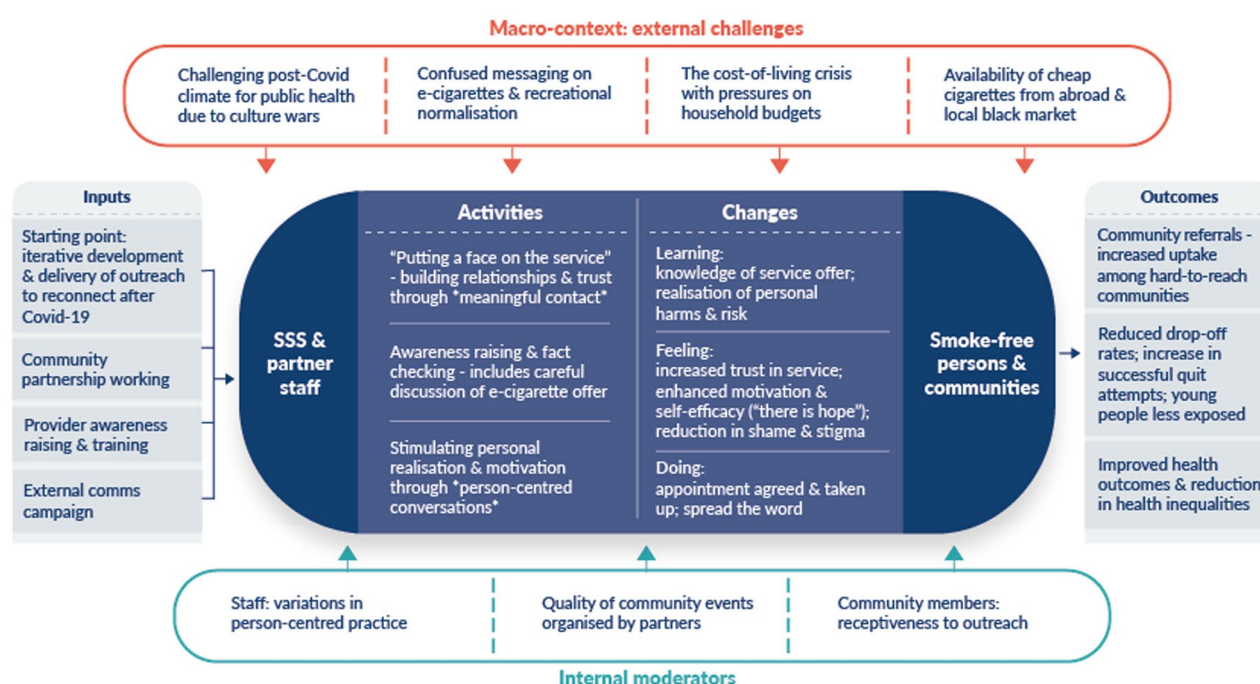 Macro-context: external challenges
Challenging post-Covid
climate for public health
due to culture wars
Confused messaging on
e-cigarettes & recreational
normalisation
The cost-of-living crisis
with pressures on
household budgets
Availability of cheap
cigarettes from abroad &
local black market
Inputs
Starting point:
iterative development
& delivery of outreach
to reconnect after
Covid-19
Community
partnership working
Provider awareness
raising & training
External comms
campaign
SSS &
partner
staff
Activities
"Putting a face on the service"
- building relationships & trust
through *meaningful contact*
Awareness raising & fact
checking - includes careful
discussion of e-cigarette offer
Stimulating personal
realisation & motivation
through *person-centred
conversations*
Changes
Learning:
knowledge of service offer;
realisation of personal
harms & risk
Feeling:
increased trust in service;
enhanced motivation &
self-efficacy ("there is hope");
reduction in shame & stigma
Doing:
appointment agreed & taken
up; spread the word
Smoke-free
persons &
communities
Outcomes
Community referrals -
increased uptake
among hard-to-reach
communities
Reduced drop-off
rates; increase in
successful quit
attempts; young
people less exposed
Improved health
outcomes & reduction
in health inequalities
Staff: variations in
person-centred practice
Quality of community events
organised by partners
Community members:
receptiveness to outreach
Internal moderators